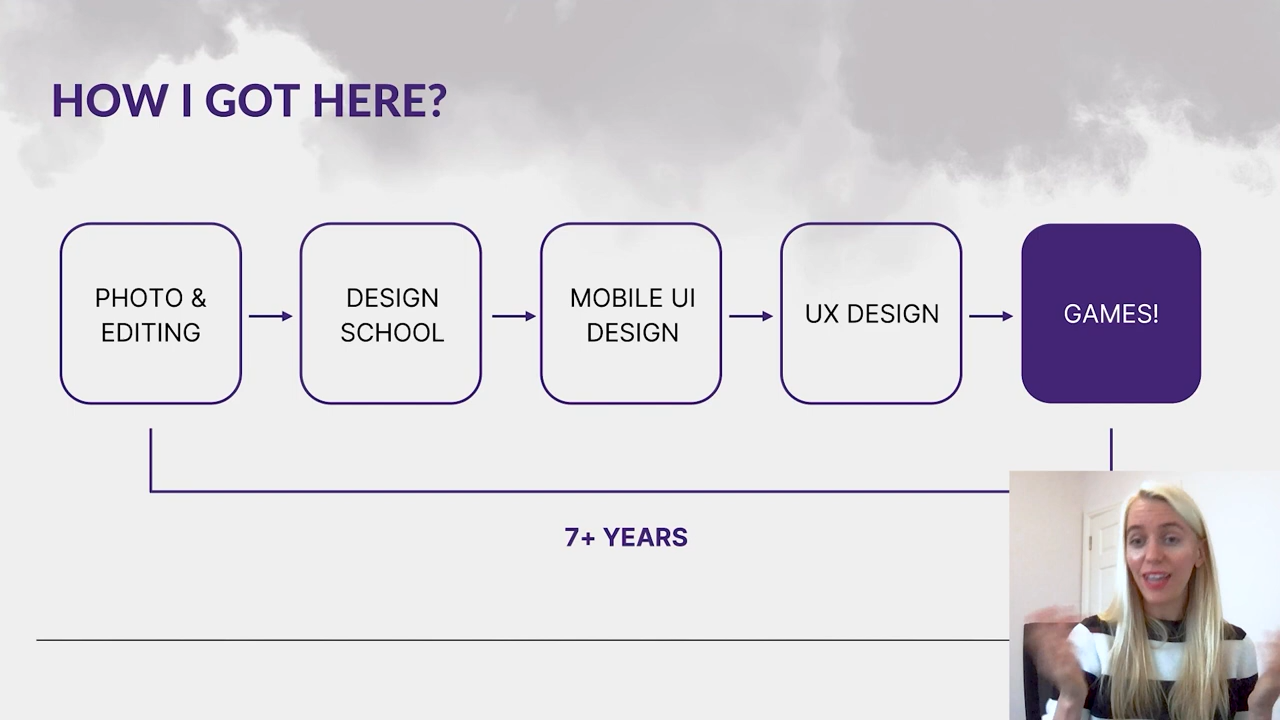 HOW I GOT HERE?
PHOTO &
EDITING
DESIGN
SCHOOL
MOBILE UI
DESIGN
UX DESIGN
GAMES!
7+ YEARS